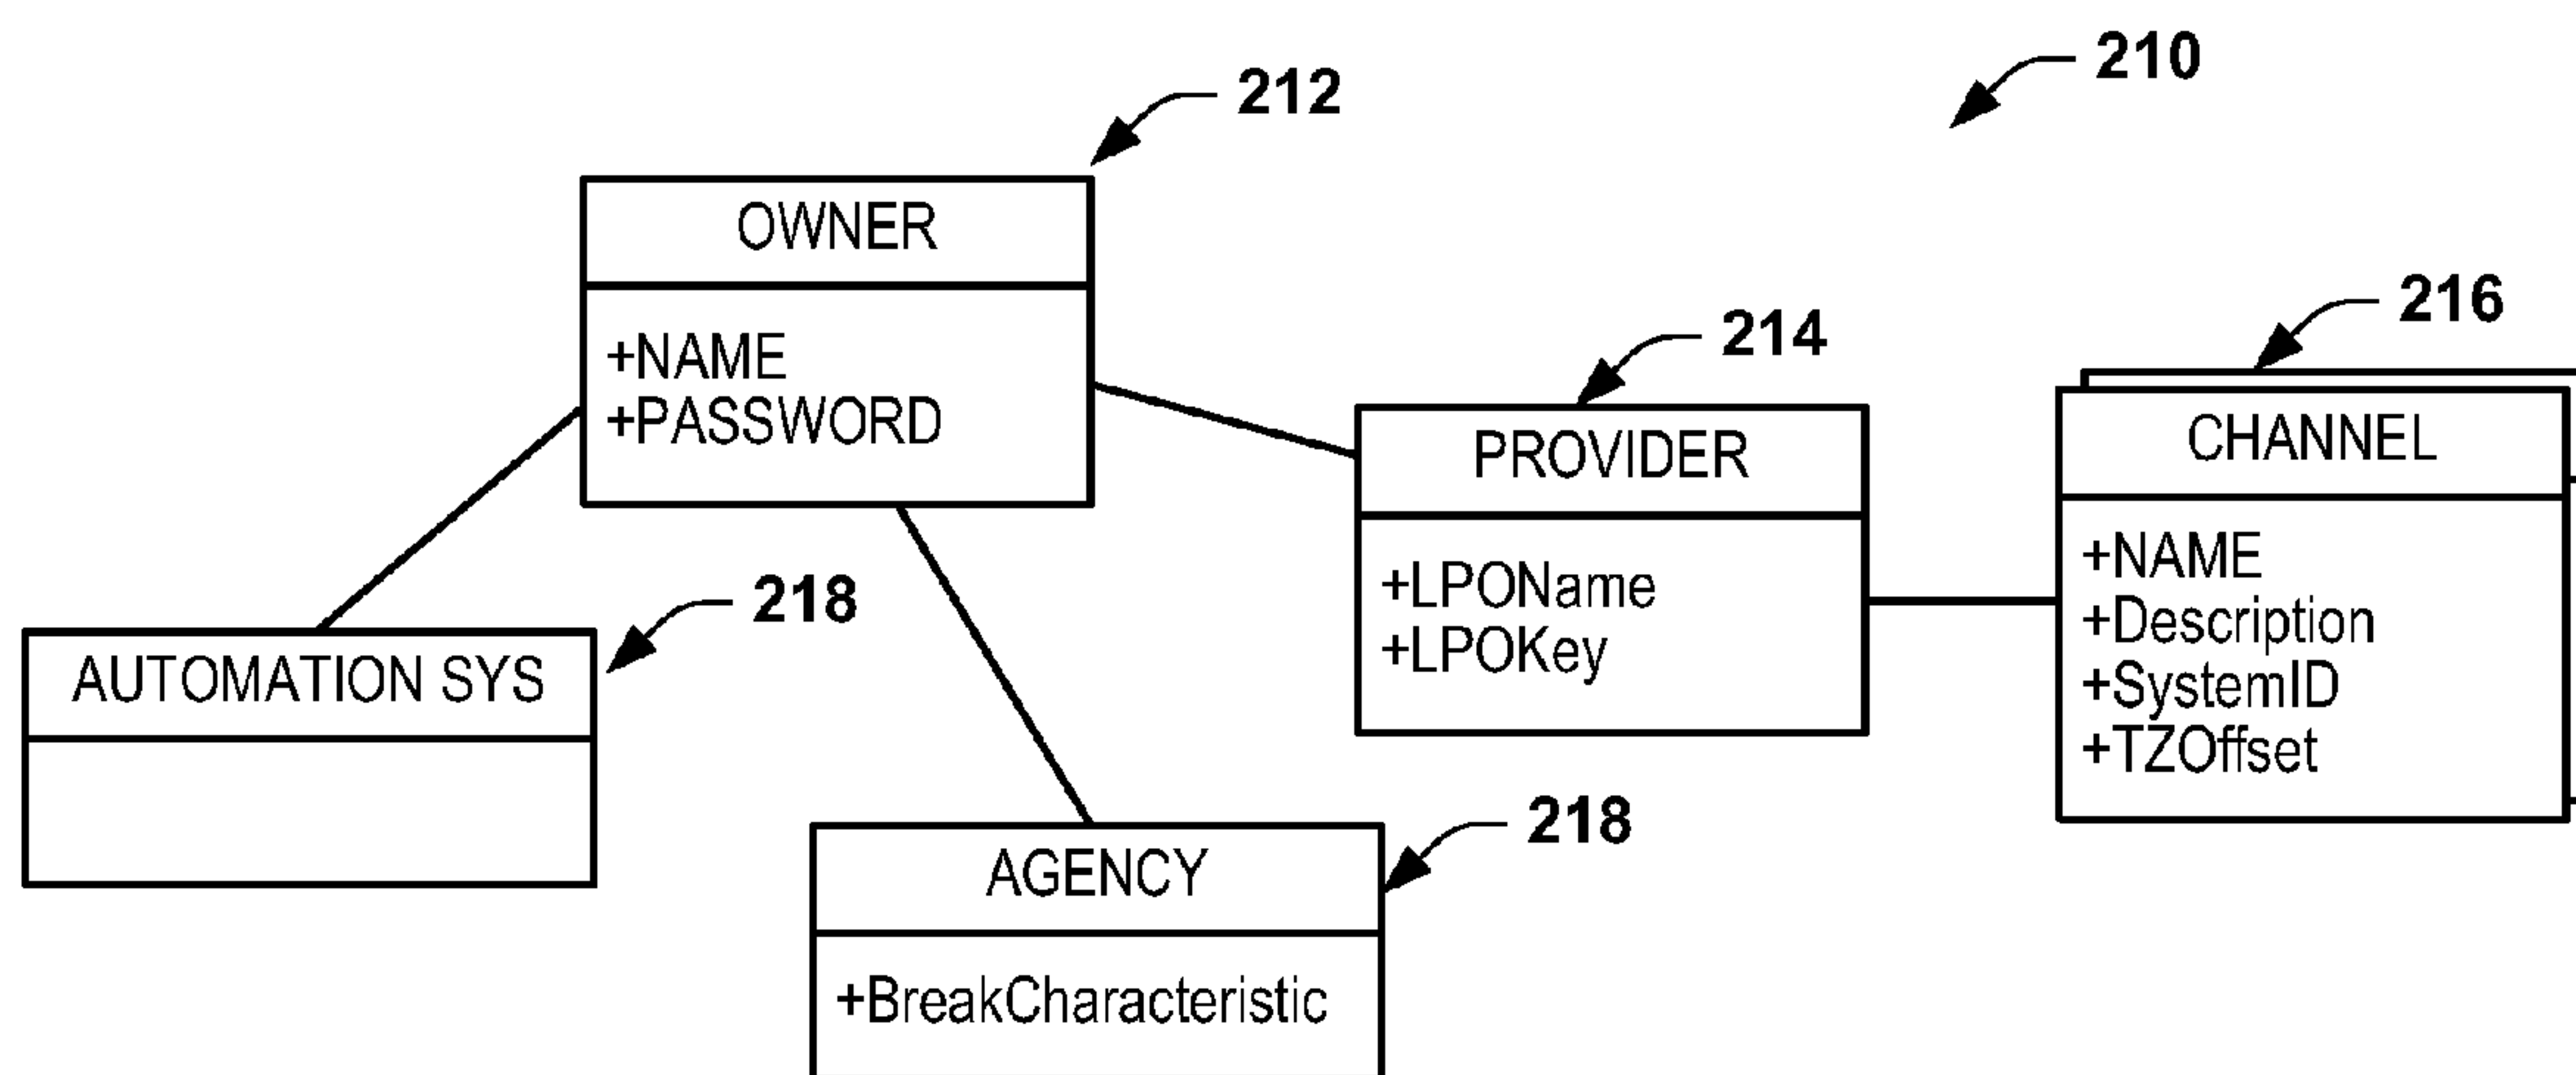 210
212
OWNER
+NAME
+PASSWORD
214
PROVIDER
+LPOName
+LPOKey
216
CHANNEL
+NAME
+Description
+SystemID
+TZOffset
218
AUTOMATION SYS
218
AGENCY
+BreakCharacteristic